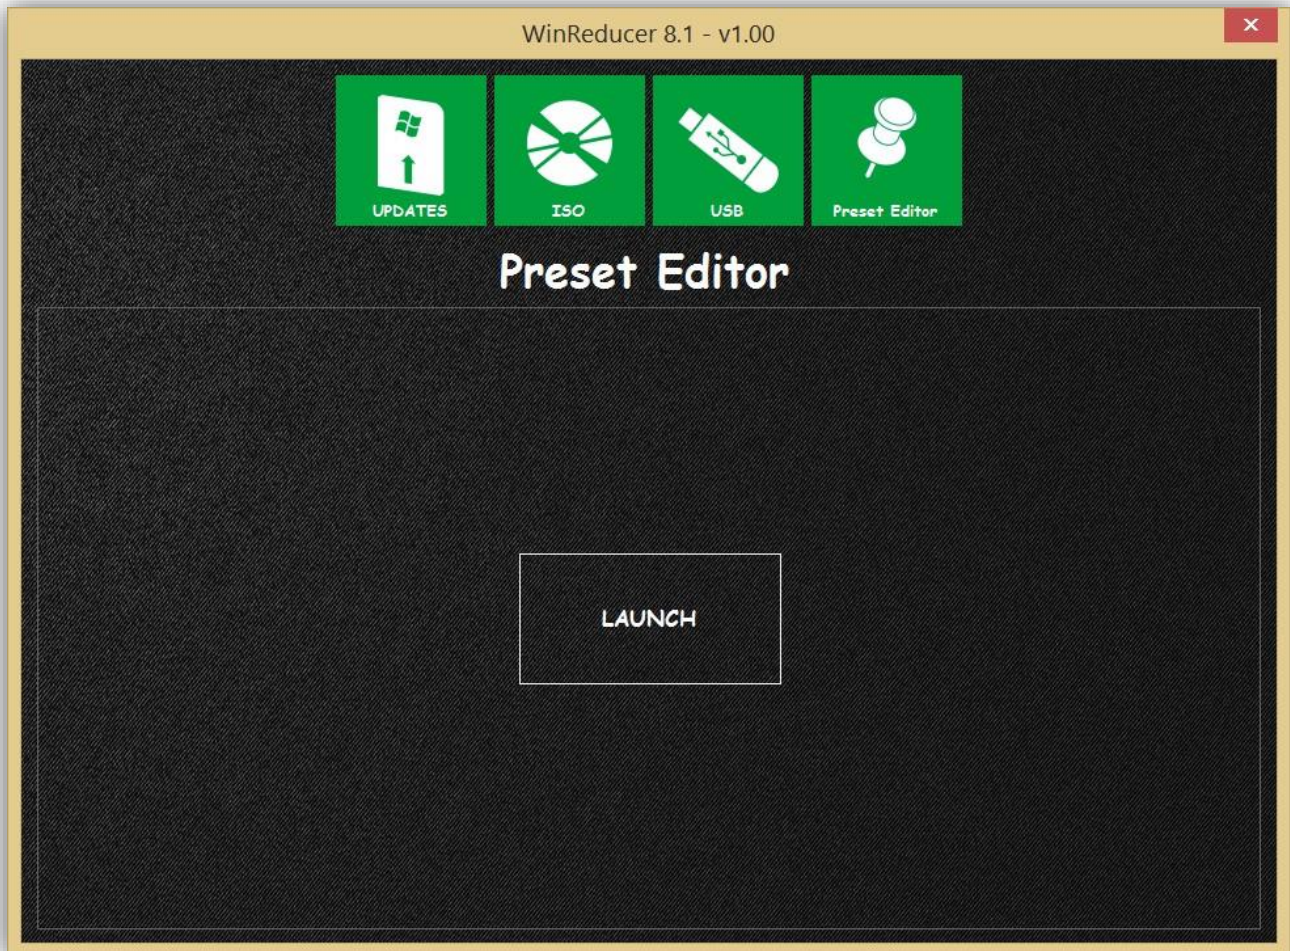 WinReducer 8.1 - v1.00
UPDATES
ISO
USB
Preset Editor
Preset Editor
LAUNCH